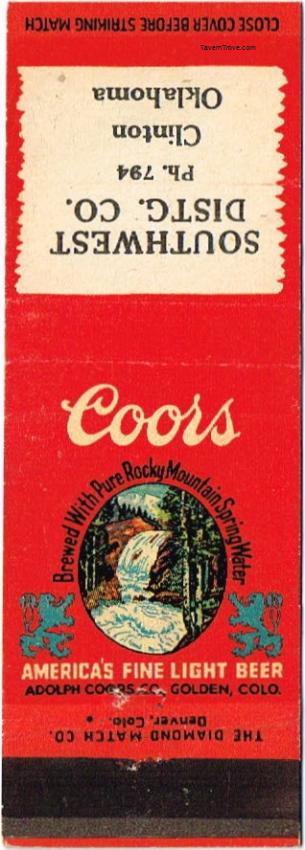 CLOSE COVER BEFORE STRIKING MATCH
TavernTrove.com
SOUTHWEST
DISTG. CO.
Ph. 794
Clinton
Oklahoma
Coors
Brewed With Pure Rocky Mountain Spring Water
AMERICA'S FINE LIGHT BEER
ADOLPH COORS CO. GOLDEN, COLO.
THE DIAMOND MATCH CO.
Denver, Colo.